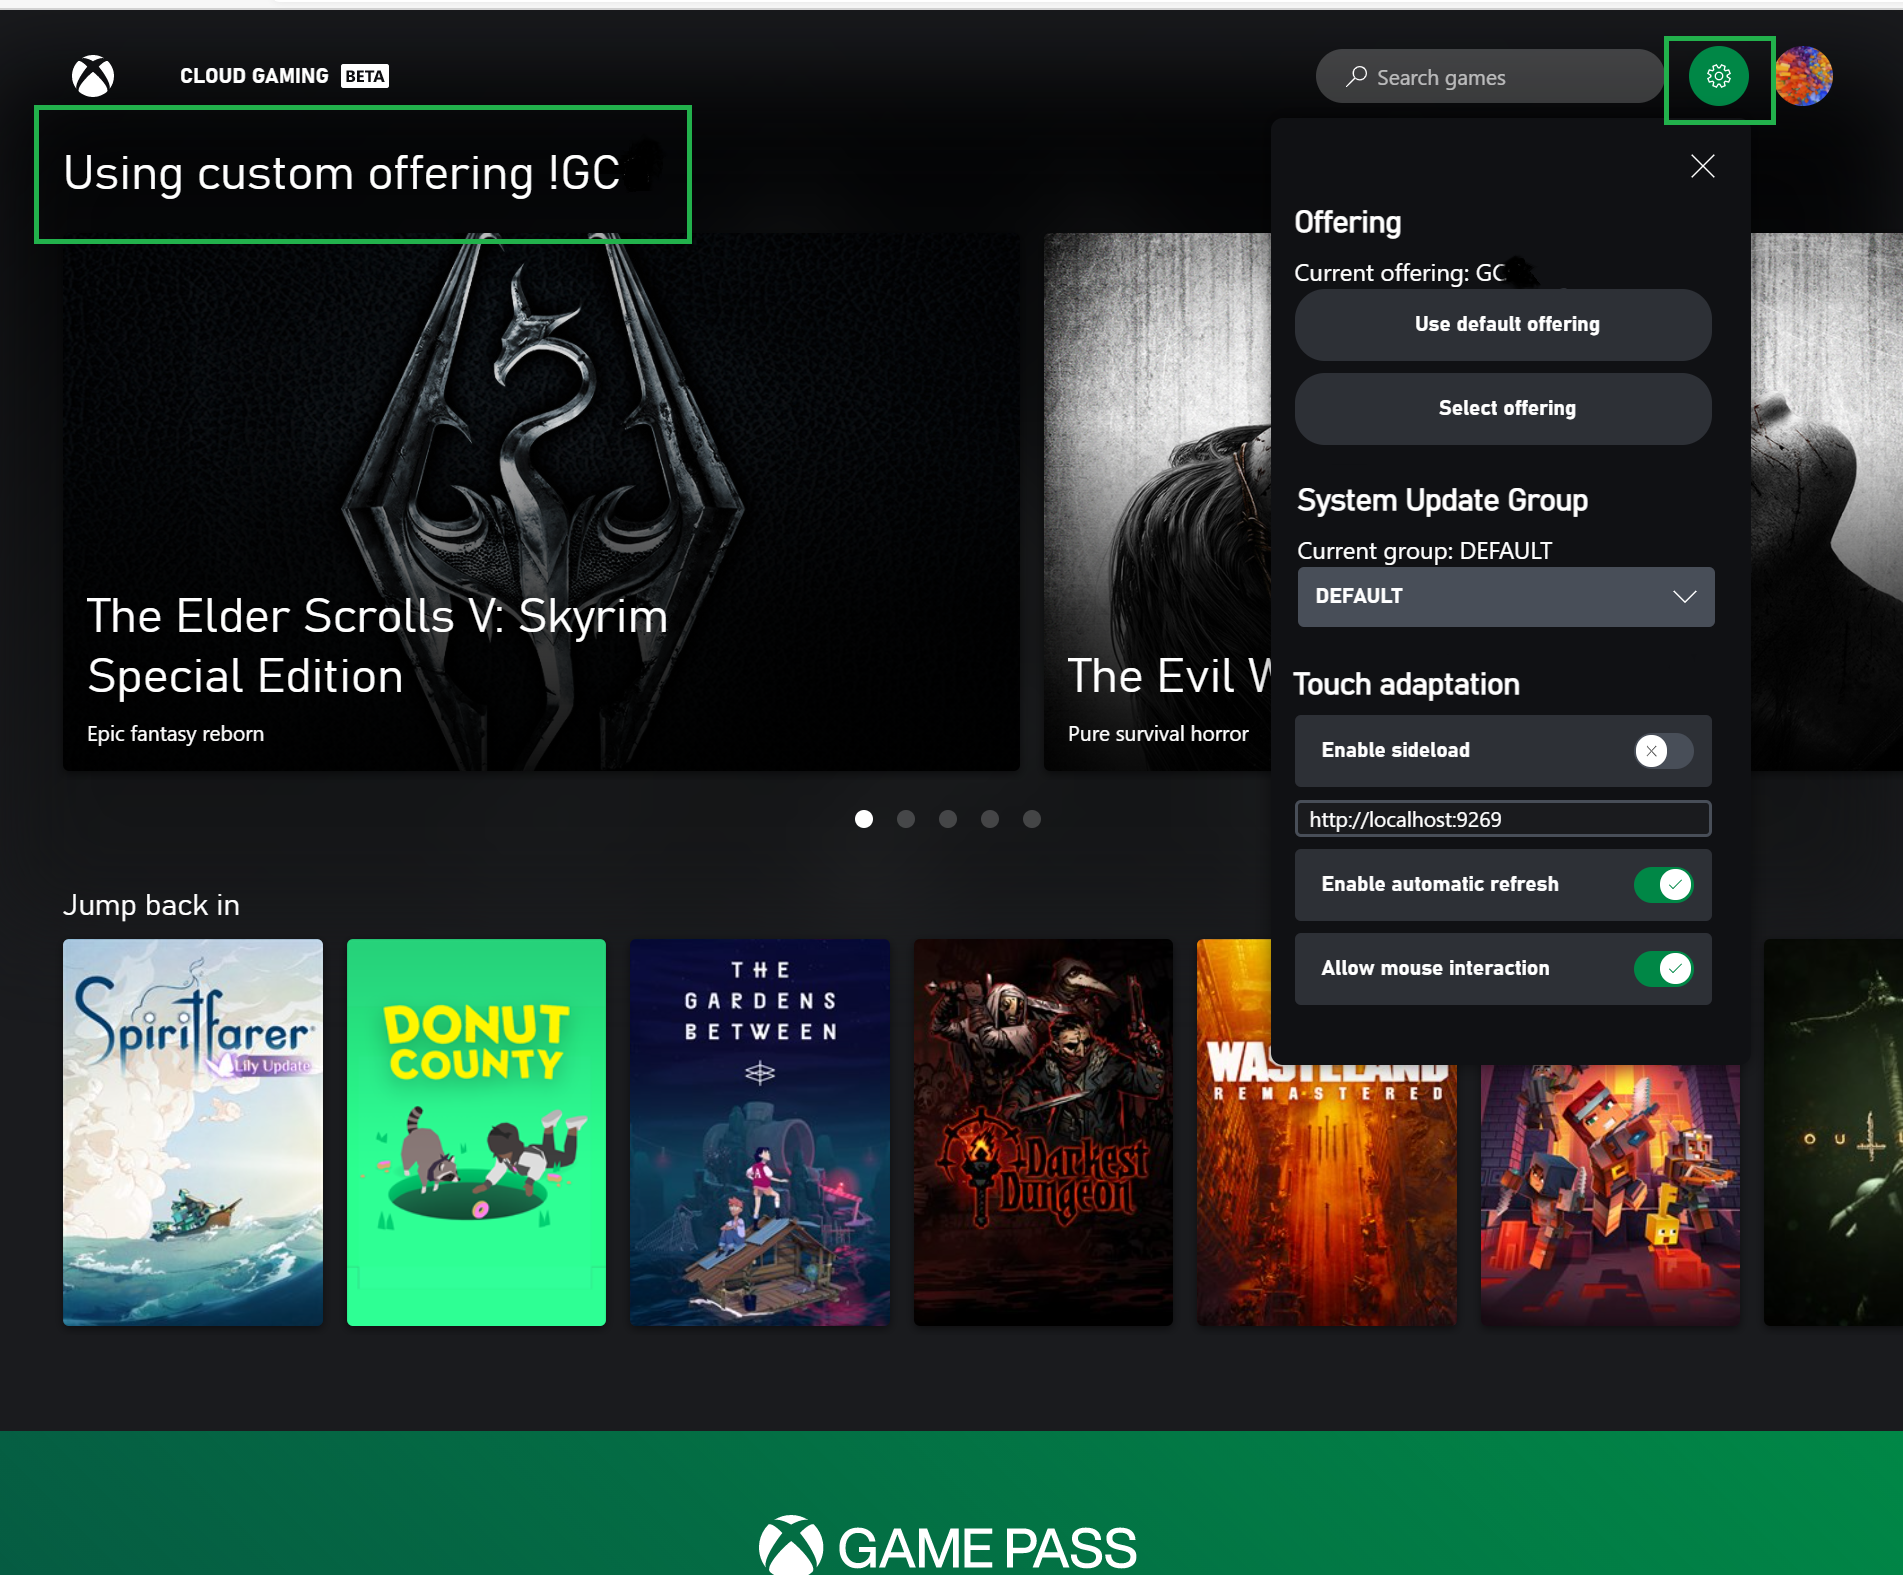 CLOUD GAMING BETA
Search games
Using custom offering !GC
Offering
Current offering: GC
Use default offering
Select offering
System Update Group
Current group: DEFAULT
DEFAULT
Touch adaptation
Enable sideload
http://localhost:9269
Enable automatic refresh
Allow mouse interaction
The Elder Scrolls V: Skyrim
Special Edition
Epic fantasy reborn
The Evil
Pure survival horror
Jump back in
Spiritfarer
Lily Update
DONUT
COUNTY
THE
GARDENS
BETWEEN
Darkest
Dungeon
WASTELAND
REMASTERED
OUT
GAME PASS